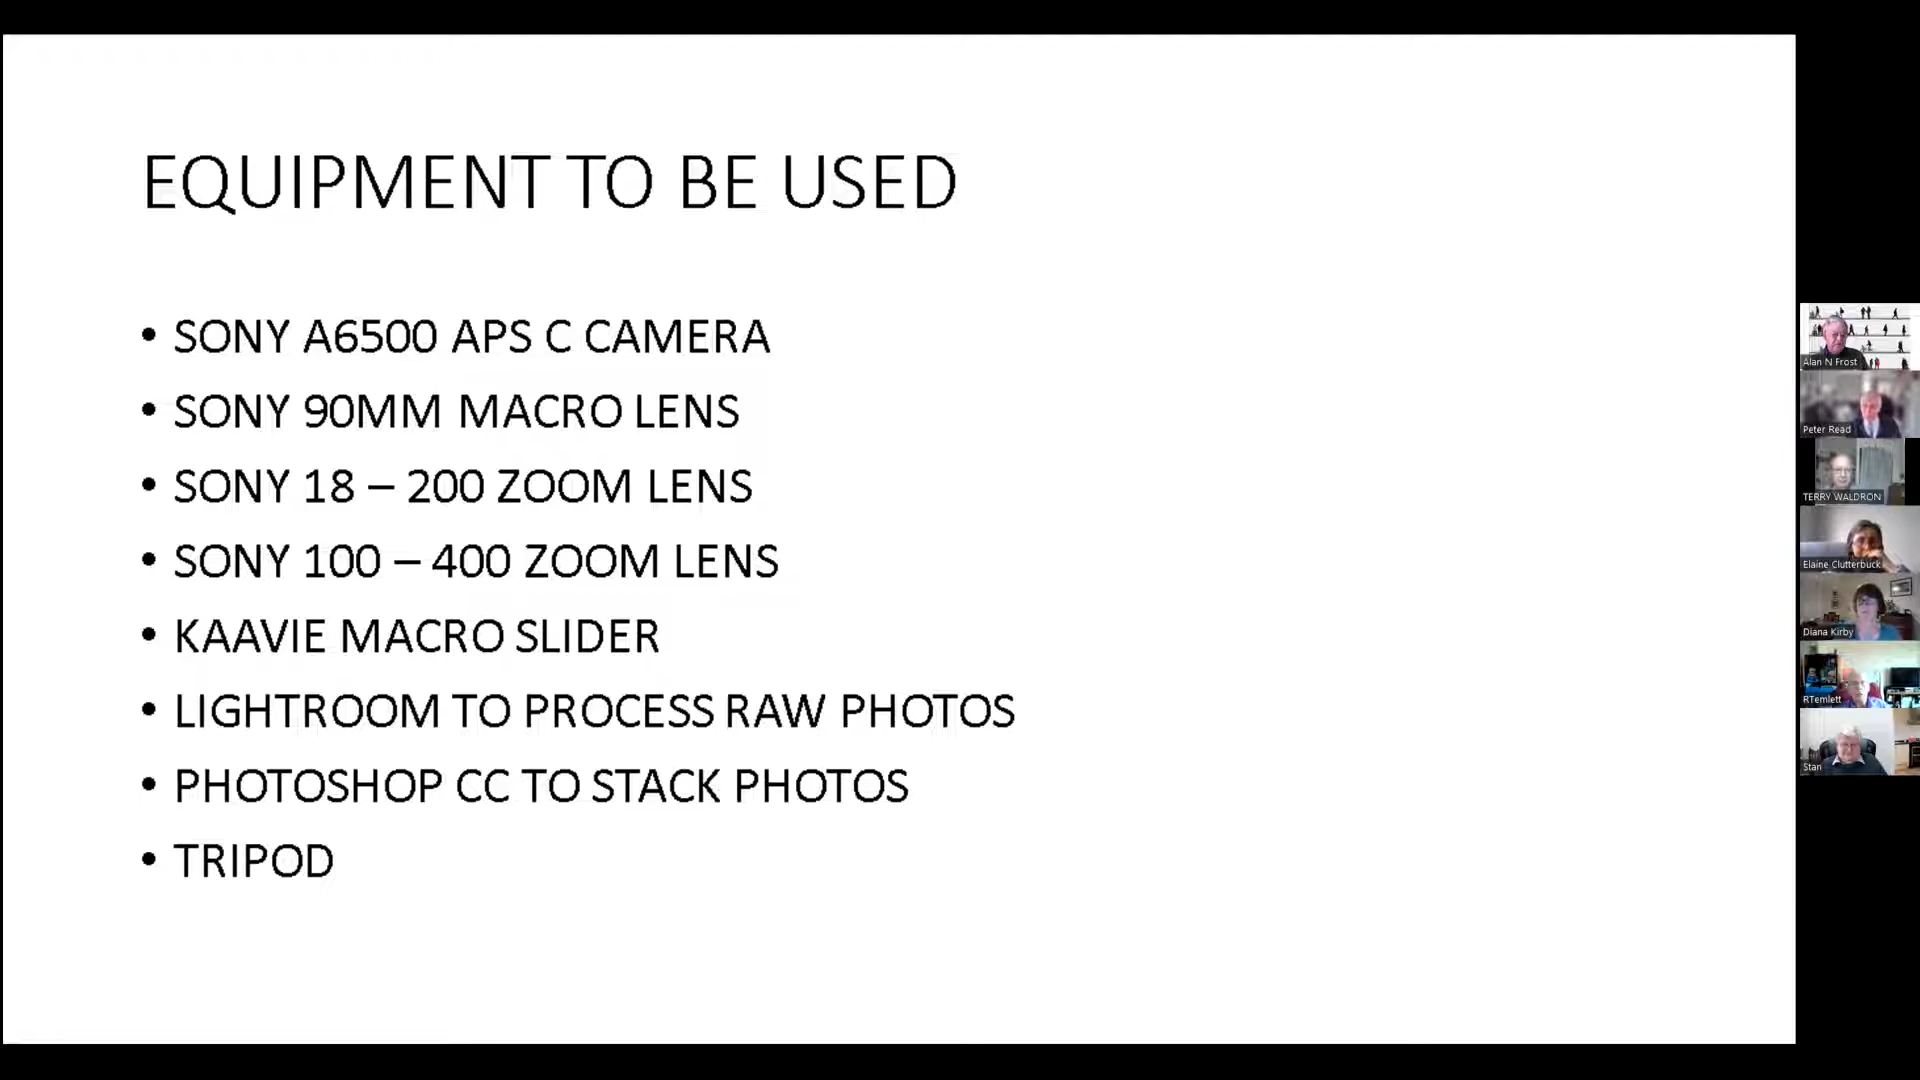 EQUIPMENT TO BE USED
• SONY A6500 APS C CAMERA
• SONY 90MM MACRO LENS
• SONY 18 – 200 ZOOM LENS
• SONY 100 – 400 ZOOM LENS
• KAAVIE MACRO SLIDER
• LIGHTROOM TO PROCESS RAW PHOTOS
• PHOTOSHOP CC TO STACK PHOTOS
• TRIPOD
Alan N Frost
Peter Read
TERRY WALDRON
Elaine Clutterbuck
Diana Kirby
RTemlett
Stan